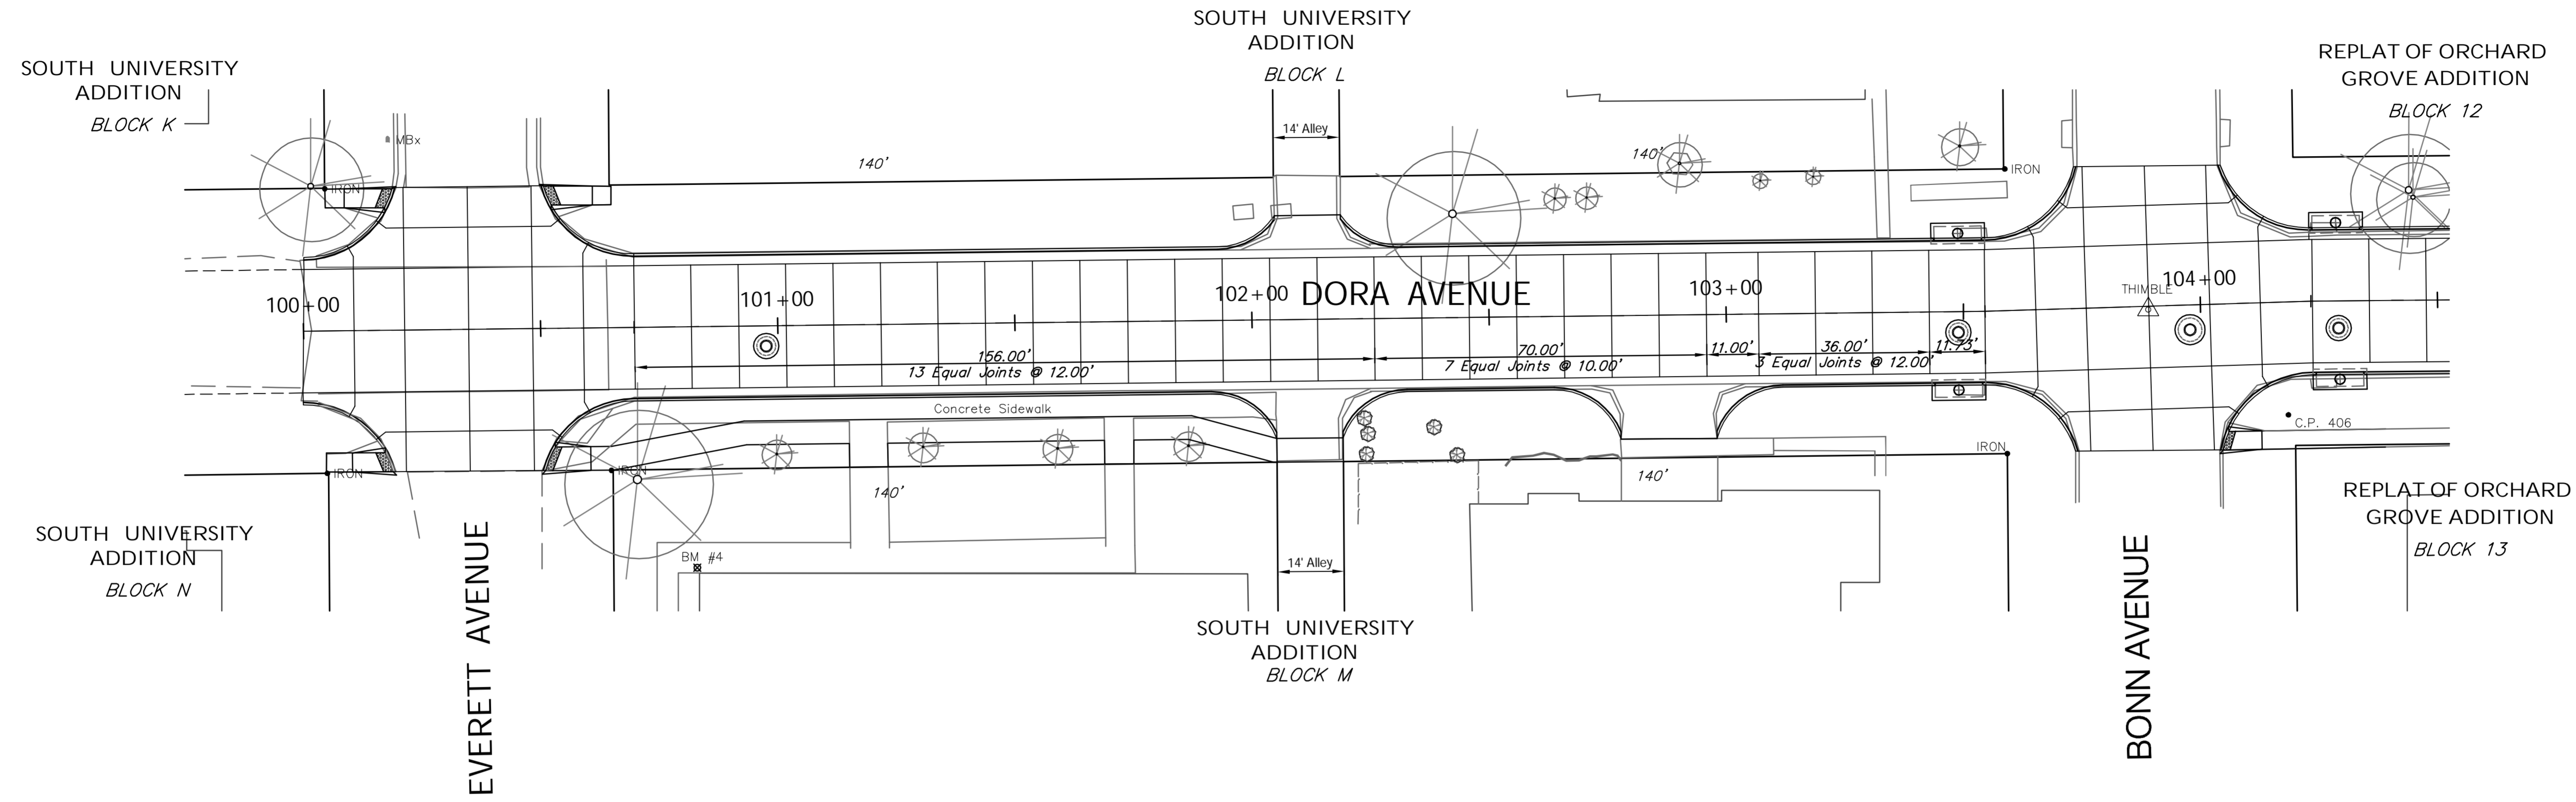 SOUTH UNIVERSITY
ADDITION
BLOCK L
SOUTH UNIVERSITY
ADDITION
BLOCK K
REPLAT OF ORCHARD
GROVE ADDITION
BLOCK 12
MBx
14' Alley
140'
140'
IRON
IRON
100+00
101+00
102+00
DORA AVENUE
103+00
THIMBLE
104+00
156.00'
13 Equal Joints @ 12.00'
70.00'
7 Equal Joints @ 10.00'
11.00'
36.00'
3 Equal Joints @ 12.00'
11.73'
Concrete Sidewalk
C.P. 406
IRON
IRON
IRON
140'
140'
SOUTH UNIVERSITY
ADDITION
BLOCK N
BM #4
14' Alley
REPLAT OF ORCHARD
GROVE ADDITION
BLOCK 13
EVERETT AVENUE
SOUTH UNIVERSITY
ADDITION
BLOCK M
BONN AVENUE